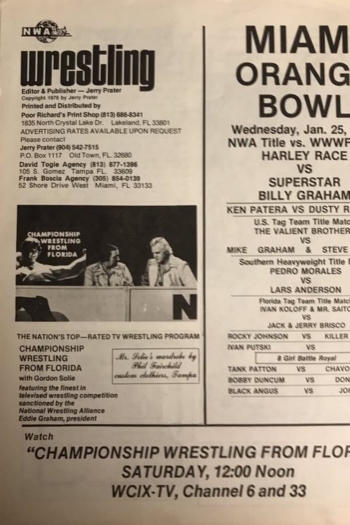 NWA
wrestling
Editor & Publisher — Jerry Prater
Copyright 1978 by Jerry Prater
Printed and Distributed by
Poor Richard's Print Shop (813) 686-8341
1635 North Crystal Lake Dr. Lakeland, FL 33801
ADVERTISING RATES AVAILABLE UPON REQUEST
Please contact
Jerry Prater (904) 542-7515
P.O. Box 1117 Old Town, FL. 32680
David Togie Agency (813) 877-1396
105 S. Gomez Tampa FL. 33609
Frank Boscia Agency (305) 854-0139
52 Shore Drive West Miami, FL 33133
CHAMPIONSHIP
WRESTLING
FROM FLORIDA
N
THE NATION'S TOP—RATED TV WRESTLING PROGRAM
CHAMPIONSHIP
WRESTLING
FROM FLORIDA
with Gordon Solie
featuring the finest in
televised wrestling competition
sanctioned by the
National Wrestling Alliance
Eddie Graham, president
Mr. Solie's wardrobe by
Phil Fairchild
custom clothiers, Tampa
MIAM
ORANG
BOWL
Wednesday, Jan. 25,
NWA Title vs. WWWF
HARLEY RACE
VS
SUPERSTAR
BILLY GRAHAM
KEN PATERA VS DUSTY R
U.S. Tag Team Title Matc
THE VALIENT BROTHER
VS
MIKE GRAHAM & STEVE
Southern Heavyweight Title
PEDRO MORALES
VS
LARS ANDERSON
Florida Tag Team Title Matc
IVAN KOLOFF & MR. SAITO
VS
JACK & JERRY BRISCO
ROCKY JOHNSON VS KILLER
IVAN PUTSKI VS
8 Girl Battle Royal
TANK PATTON VS CHAVO
BOBBY DUNCUM VS DON
BLACK ANGUS VS JO
Watch
"CHAMPIONSHIP WRESTLING FROM FLOR
SATURDAY, 12:00 Noon
WCIX-TV, Channel 6 and 33